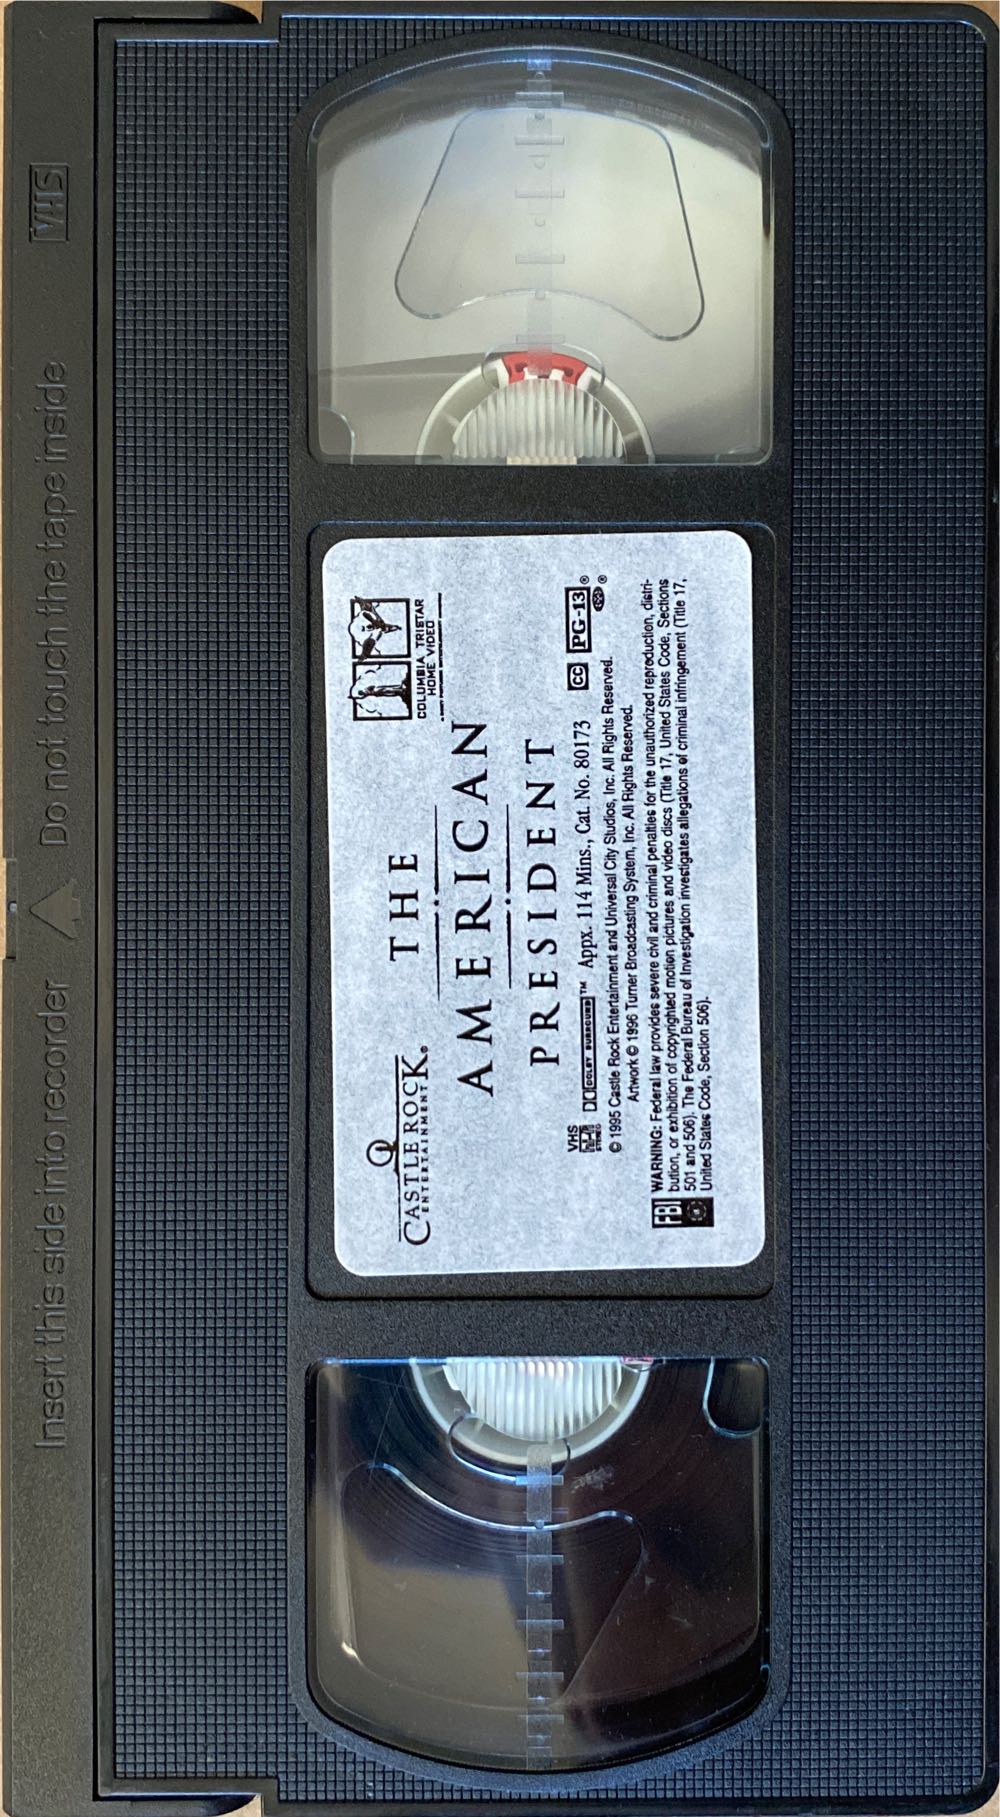 Insert this side into recorder Do not touch the tape inside VHS
CASTLE ROCK®
ENTERTAINMENT
THE
AMERICAN
PRESIDENT
COLUMBIA TRISTAR
HOME VIDEO
VHS
HI-FI
STEREO
DOLBY SURROUND™ Appx. 114 Mins., Cat. No. 80173 CC PG-13®
©1995 Castle Rock Entertainment and Universal City Studios, Inc. All Rights Reserved.
Artwork © 1996 Turner Broadcasting System, Inc. All Rights Reserved.
FBI
WARNING: Federal law provides severe civil and criminal penalties for the unauthorized reproduction, distri-
bution, or exhibition of copyrighted motion pictures and video discs (Title 17, United States Code, Sections
501 and 506). The Federal Bureau of Investigation investigates allegations of criminal infringement (Title 17,
United States Code, Section 506).